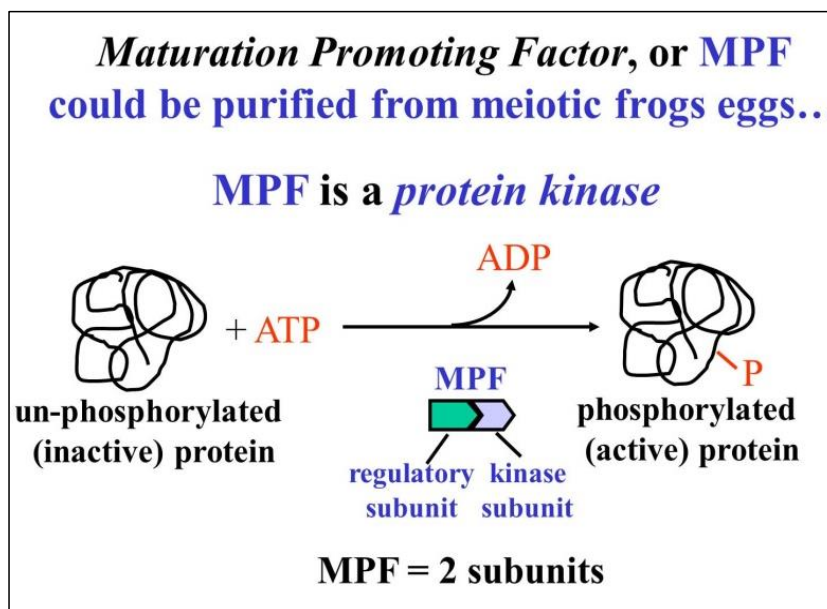 Maturation Promoting Factor, or MPF
could be purified from meiotic frogs eggs..
MPF is a protein kinase
ADP
+ ATP
P
MPF
un-phosphorylated
(inactive) protein
phosphorylated
(active) protein
regulatory
subunit
kinase
subunit
MPF = 2 subunits